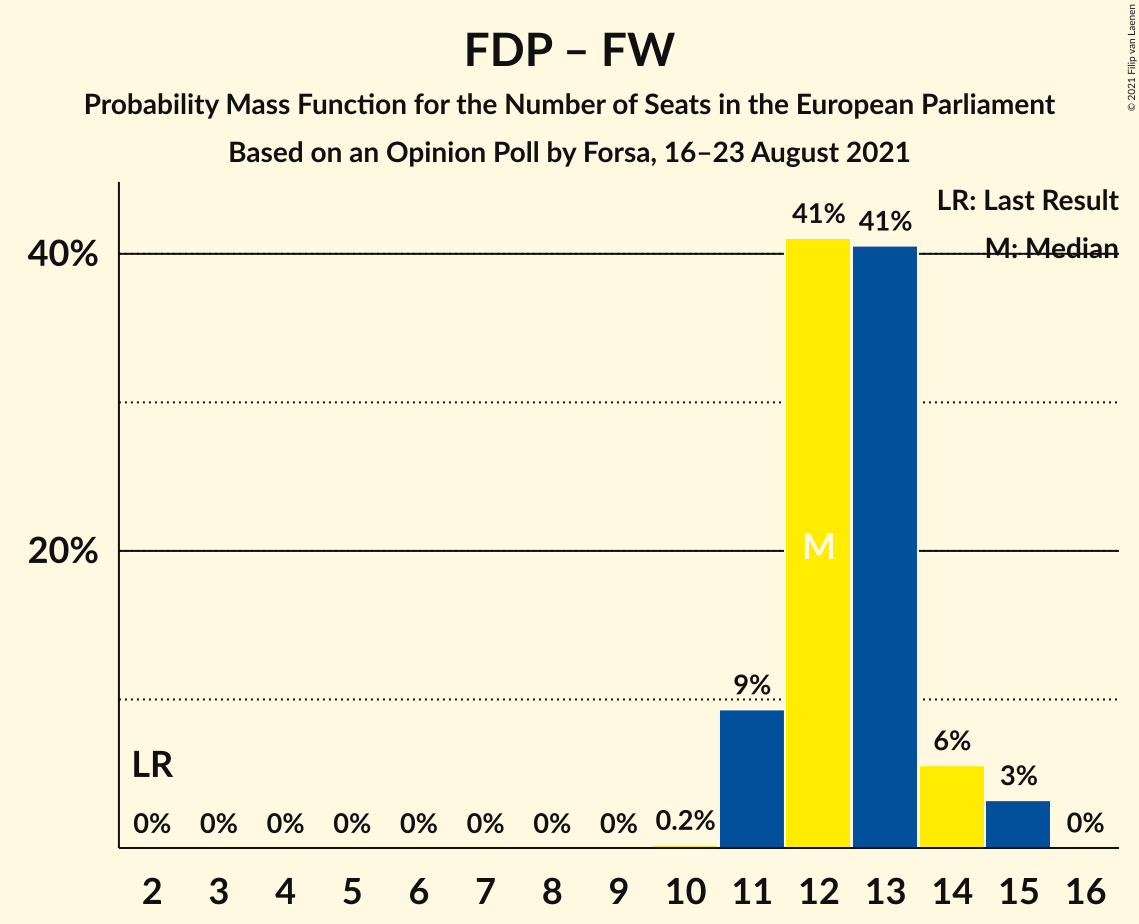 FDP – FW
Probability Mass Function for the Number of Seats in the European Parliament
Based on an Opinion Poll by Forsa, 16–23 August 2021
© 2021 Filip van Laenen
LR: Last Result
M: Median
40%
20%
41%
41%
M
9%
6%
3%
LR
0%
0%
0%
0%
0%
0%
0%
0%
0.2%
0%
2 3 4 5 6 7 8 9 10 11 12 13 14 15 16